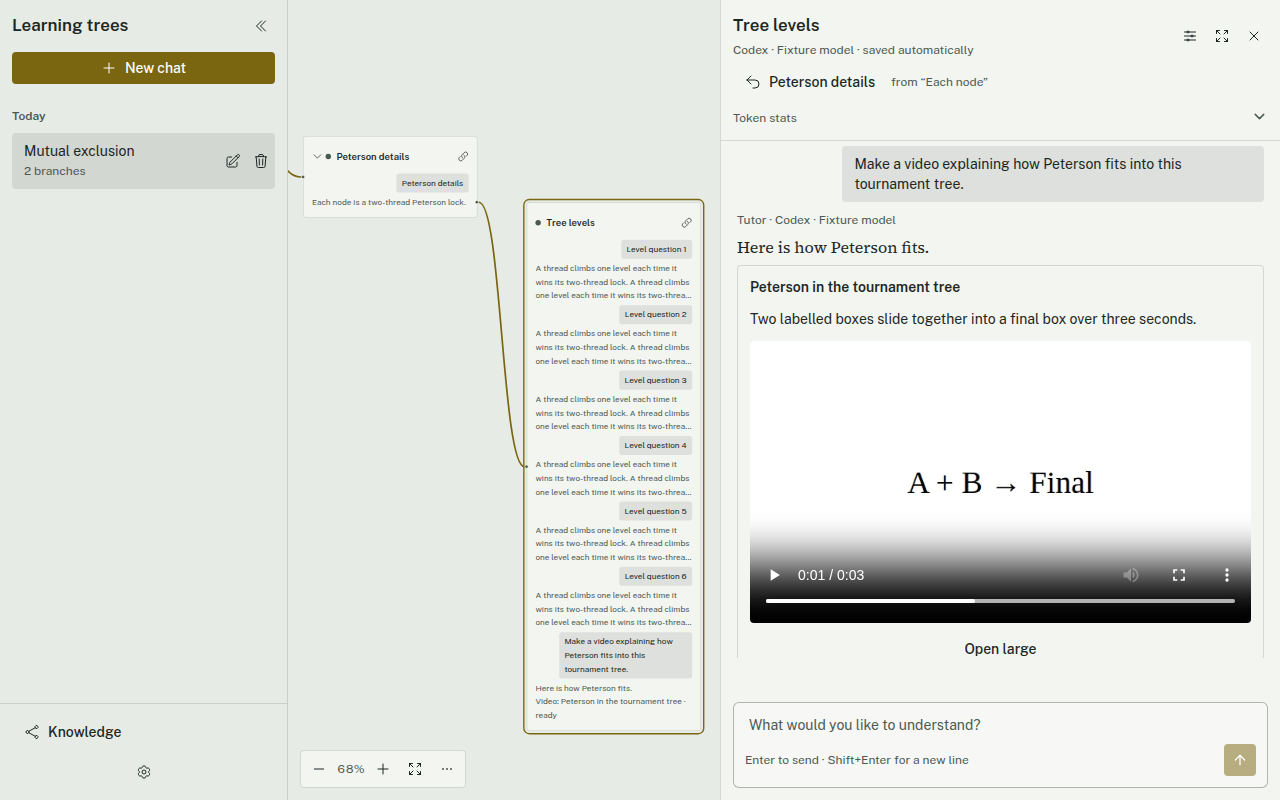 Learning trees
New chat
Today
Mutual exclusion
2 branches
Knowledge
Peterson details
Peterson details
Each node is a two-thread Peterson lock.
Tree levels
Level question 1
A thread climbs one level each time it
wins its two-thread lock. A thread climbs
one level each time it wins its two-threa...
Level question 2
A thread climbs one level each time it
wins its two-thread lock. A thread climbs
one level each time it wins its two-threa...
Level question 3
A thread climbs one level each time it
wins its two-thread lock. A thread climbs
one level each time it wins its two-threa...
Level question 4
A thread climbs one level each time it
wins its two-thread lock. A thread climbs
one level each time it wins its two-threa...
Level question 5
A thread climbs one level each time it
wins its two-thread lock. A thread climbs
one level each time it wins its two-threa...
Level question 6
A thread climbs one level each time it
wins its two-thread lock. A thread climbs
one level each time it wins its two-threa...
Make a video explaining how
Peterson fits into this
tournament tree.
Here is how Peterson fits.
Video: Peterson in the tournament tree ·
ready
68%
Tree levels
Codex · Fixture model · saved automatically
Peterson details from “Each node”
Token stats
Make a video explaining how Peterson fits into this
tournament tree.
Tutor · Codex · Fixture model
Here is how Peterson fits.
Peterson in the tournament tree
Two labelled boxes slide together into a final box over three seconds.
A + B → Final
0:01 / 0:03
Open large
What would you like to understand?
Enter to send · Shift+Enter for a new line